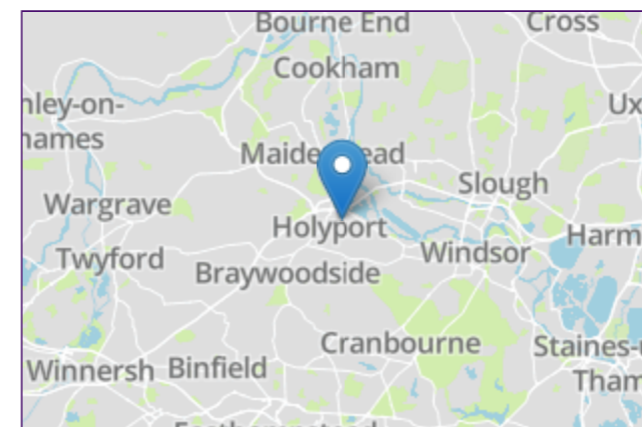 Bourne End
Cross
Cookham
nley-on-
hames
Ux
Maide ead
Slough
Wargrave
Holyport
Harm
Windsor
Twyford
Braywoodside
Cranbourne
Staines-u
Winnersh
Binfield
Tham